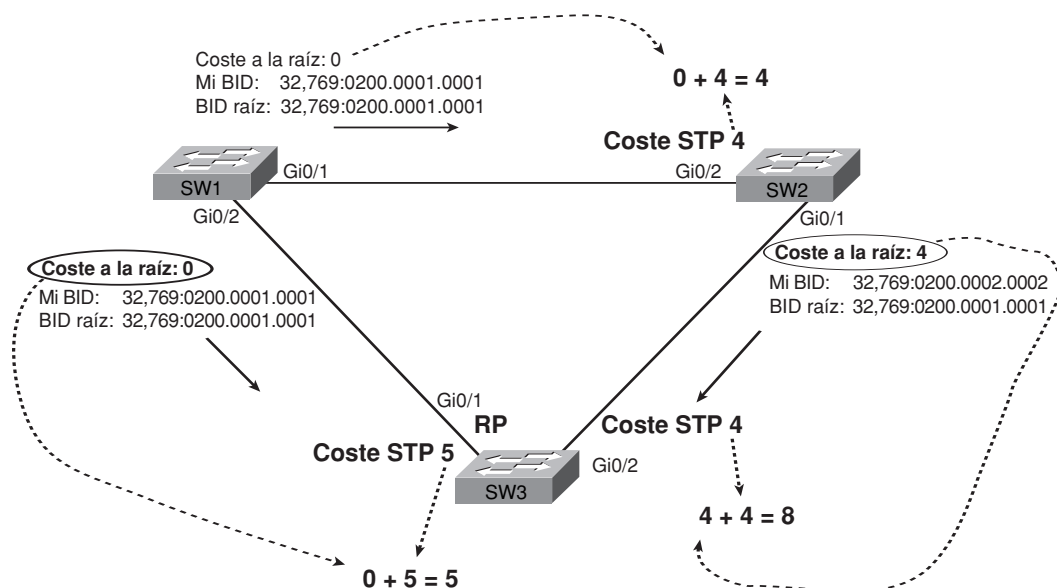 Coste a la raíz: 0
Mi BID: 32,769:0200.0001.0001
BID raíz: 32,769:0200.0001.0001
0 + 4 = 4
Coste STP 4
SW1
Gi0/1
Gi0/2
SW2
Gi0/2
Gi0/1
Coste a la raíz: 0
Mi BID: 32,769:0200.0001.0001
BID raíz: 32,769:0200.0001.0001
Coste a la raíz: 4
Mi BID: 32,769:0200.0002.0002
BID raíz: 32,769:0200.0001.0001
Gi0/1
RP
Coste STP 5
Coste STP 4
Gi0/2
SW3
4 + 4 = 8
0 + 5 = 5